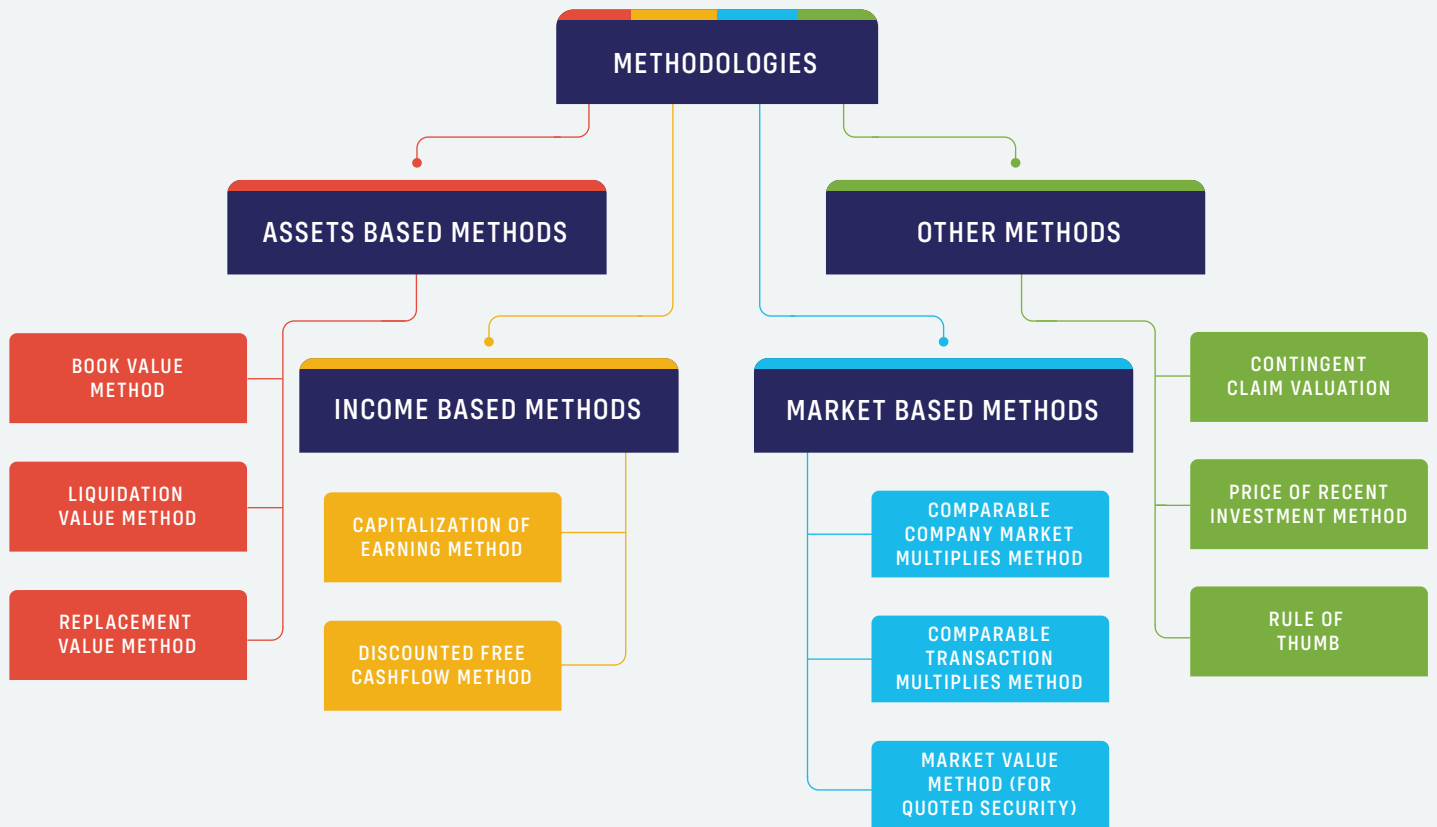 METHODOLOGIES
ASSETS BASED METHODS
OTHER METHODS
BOOK VALUE
METHOD
LIQUIDATION
VALUE METHOD
REPLACEMENT
VALUE METHOD
INCOME BASED METHODS
CAPITALIZATION OF
EARNING METHOD
DISCOUNTED FREE
CASHFLOW METHOD
MARKET BASED METHODS
COMPARABLE
COMPANY MARKET
MULTIPLIES METHOD
COMPARABLE
TRANSACTION
MULTIPLIES METHOD
MARKET VALUE
METHOD (FOR
QUOTED SECURITY)
CONTINGENT
CLAIM VALUATION
PRICE OF RECENT
INVESTMENT METHOD
RULE OF
THUMB